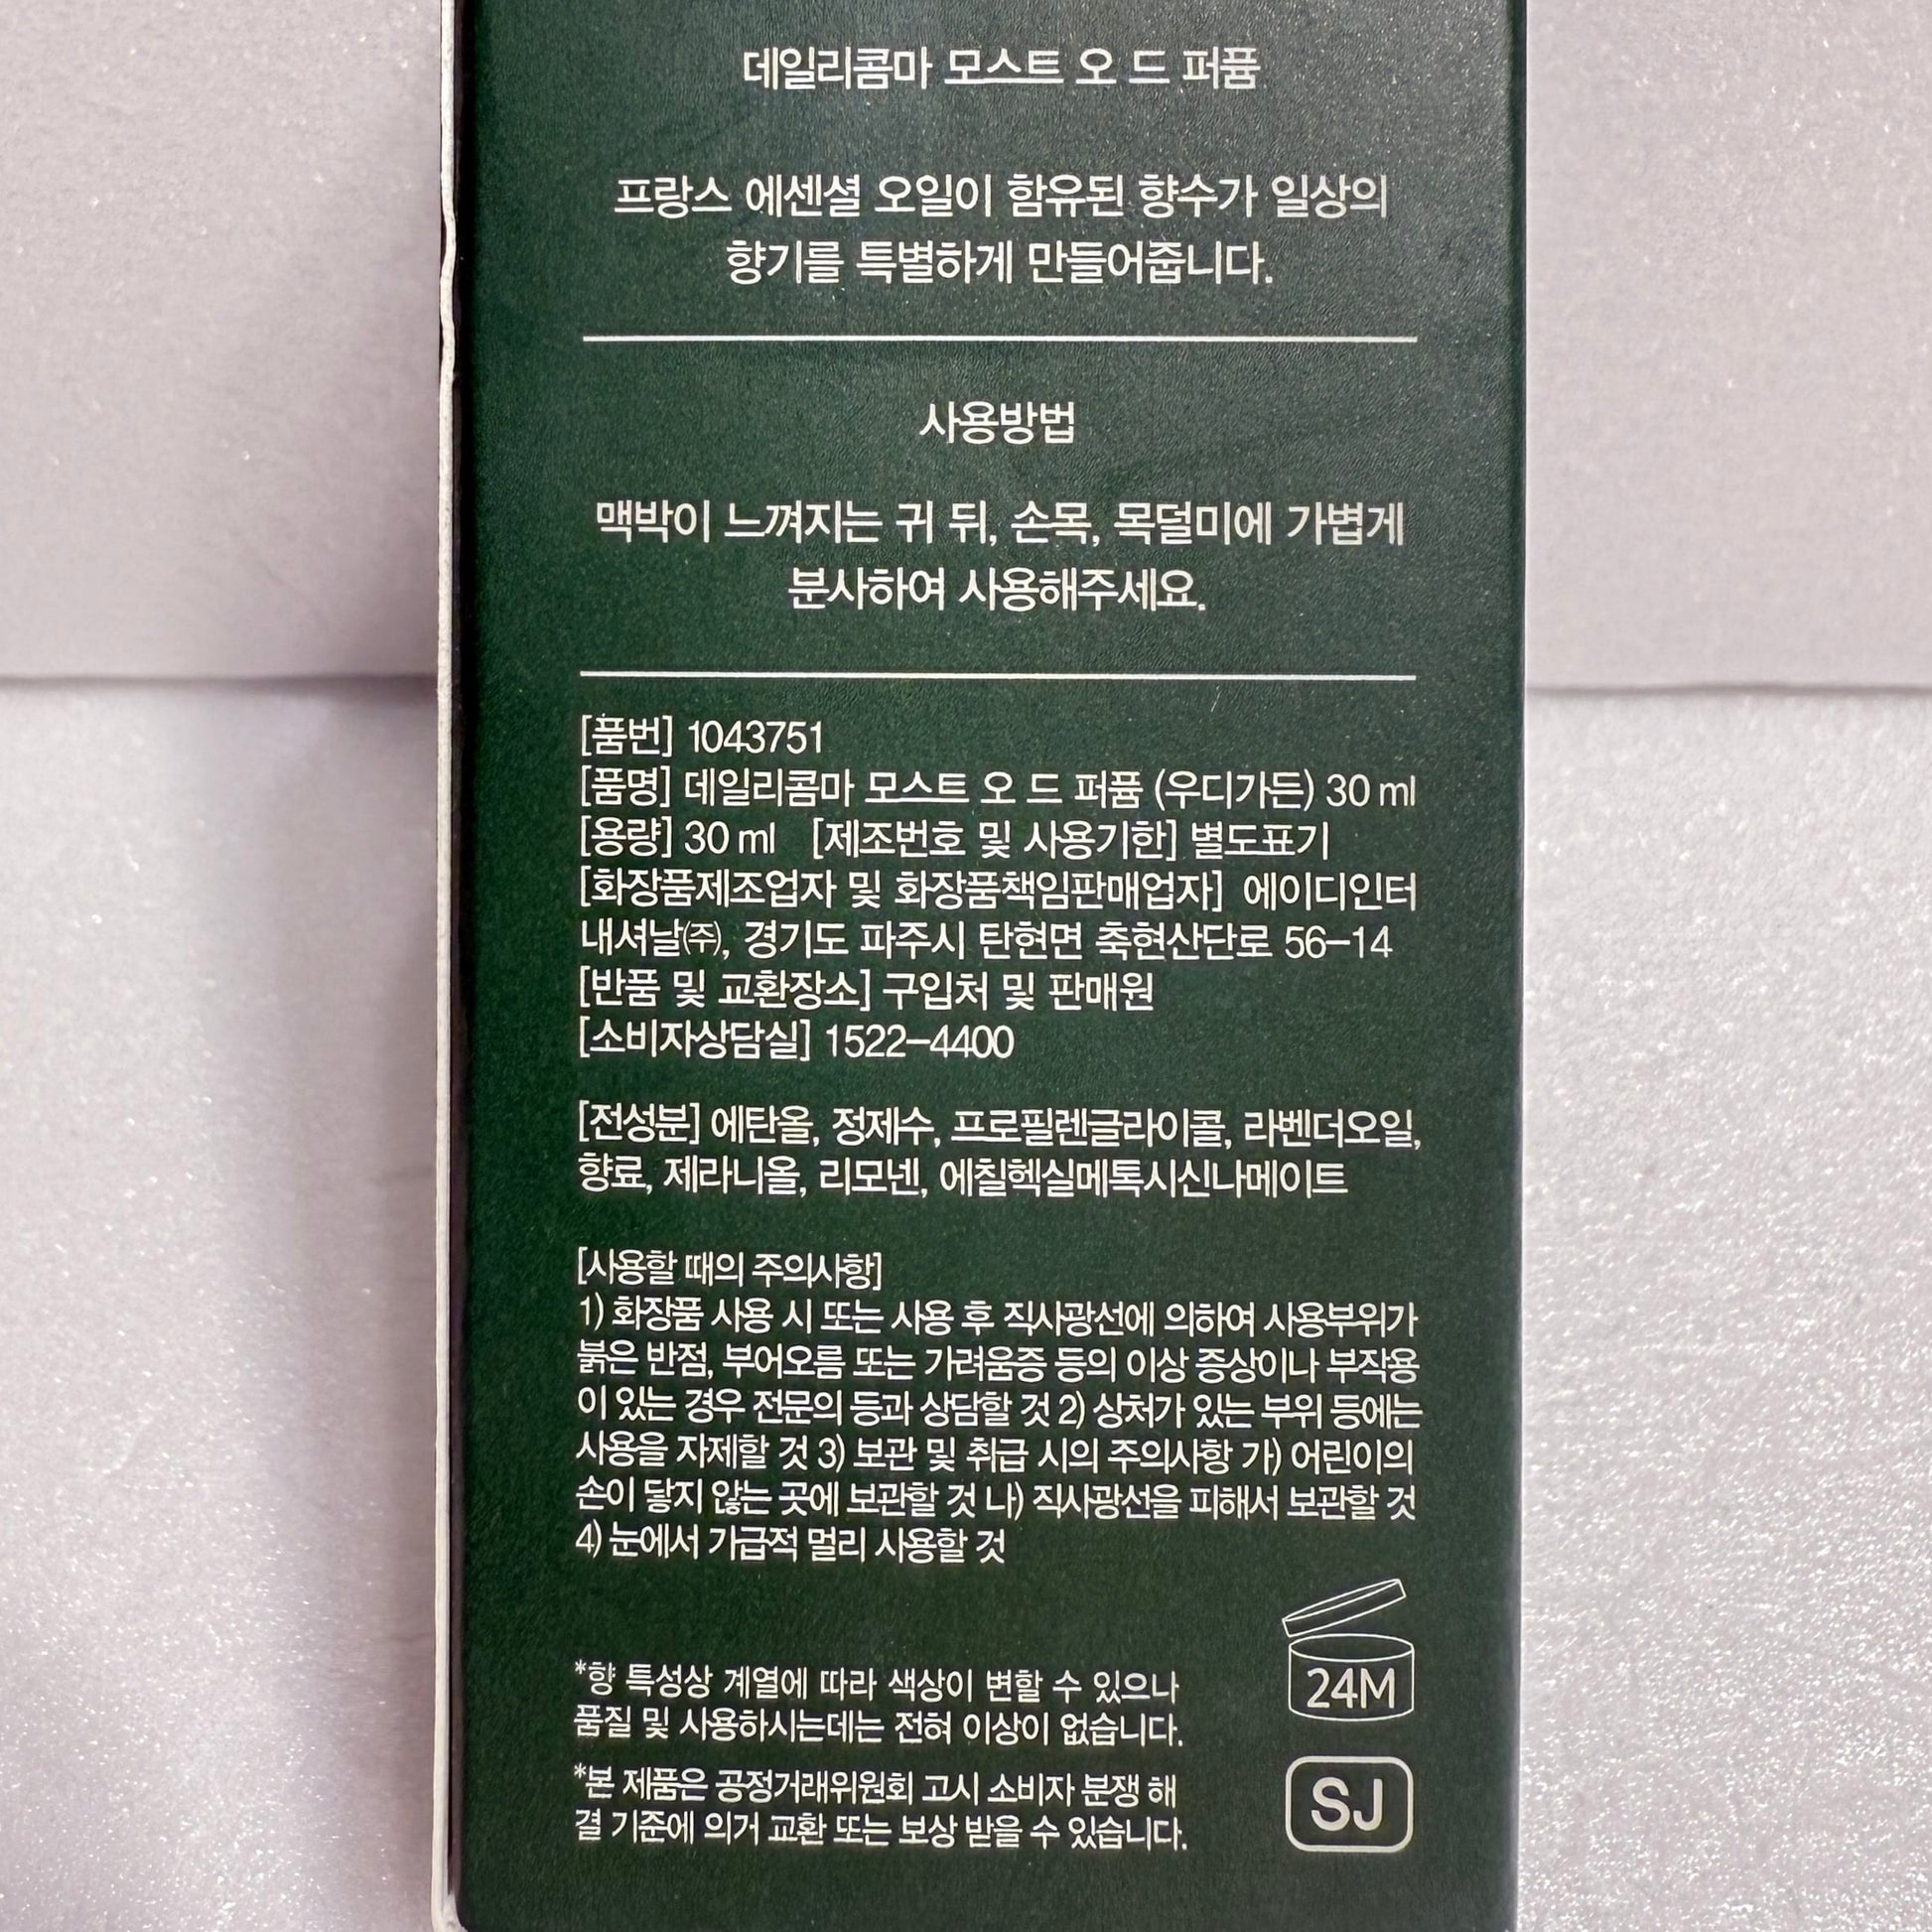 데일리콤마 모스트 오 드 퍼퓸
프랑스 에센셜 오일이 함유된 향수가 일상의
향기를 특별하게 만들어줍니다.
사용방법
맥박이 느껴지는 귀 뒤, 손목, 목덜미에 가볍게
분사하여 사용해주세요.
[품번] 1043751
[품명] 데일리콤마 모스트 오 드 퍼퓸 (우디가든) 30 ml
[용량] 30 ml [제조번호 및 사용기한] 별도표기
[화장품제조업자 및 화장품책임판매업자] 에이디인터
내셔날㈜, 경기도 파주시 탄현면 축현산단로 56-14
[반품 및 교환장소] 구입처 및 판매원
[소비자상담실] 1522-4400
[전성분] 에탄올, 정제수, 프로필렌글라이콜, 라벤더오일,
향료, 제라니올, 리모넨, 에칠헥실메톡시신나메이트
[사용할 때의 주의사항]
1) 화장품 사용 시 또는 사용 후 직사광선에 의하여 사용부위가
붉은 반점, 부어오름 또는 가려움증 등의 이상 증상이나 부작용
이 있는 경우 전문의 등과 상담할 것 2) 상처가 있는 부위 등에는
사용을 자제할 것 3) 보관 및 취급 시의 주의사항 가) 어린이의
손이 닿지 않는 곳에 보관할 것 나) 직사광선을 피해서 보관할 것
4) 눈에서 가급적 멀리 사용할 것
*향 특성상 계열에 따라 색상이 변할 수 있으나
품질 및 사용하시는데는 전혀 이상이 없습니다.
24M
*본 제품은 공정거래위원회 고시 소비자 분쟁 해
결 기준에 의거 교환 또는 보상 받을 수 있습니다.
SJ